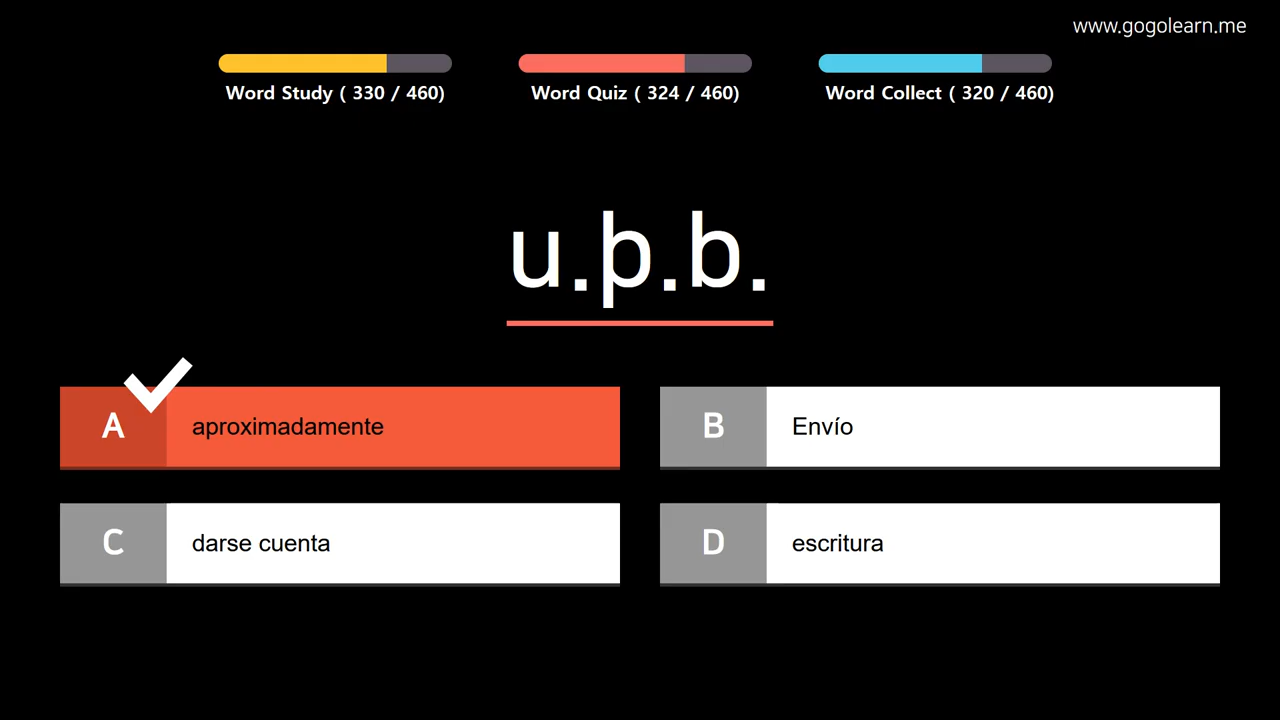 www.gogolearn.me
Word Study ( 330 / 460)
Word Quiz ( 324 / 460)
Word Collect ( 320 / 460)
u.þ.b.
A aproximadamente
B Envío
C darse cuenta
D escritura